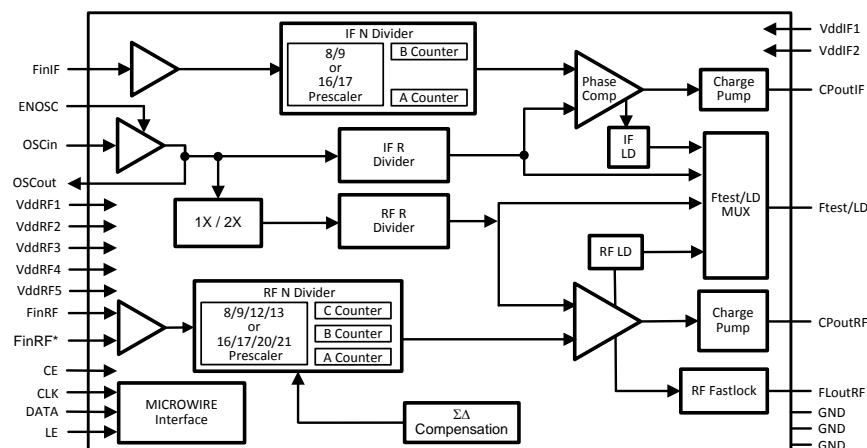 IF N Divider
8/9
or
16/17
Prescaler
B Counter
A Counter
FinIF
ENOSC
OSCin
OSCout
VddRF1
VddRF2
VddRF3
VddRF4
VddRF5
FinRF
FinRF*
CE
CLK
DATA
LE
Phase
Comp
Charge
Pump
IF
LD
IF R
Divider
1X / 2X
RF R
Divider
Ftest/LD
MUX
RF LD
RF N Divider
8/9/12/13
or
16/17/20/21
Prescaler
C Counter
B Counter
A Counter
Charge
Pump
RF Fastlock
MICROWIRE
Interface
ΣΔ
Compensation
VddIF1
VddIF2
CPoutIF
Ftest/LD
CPoutRF
FLoutRF
GND
GND
GND